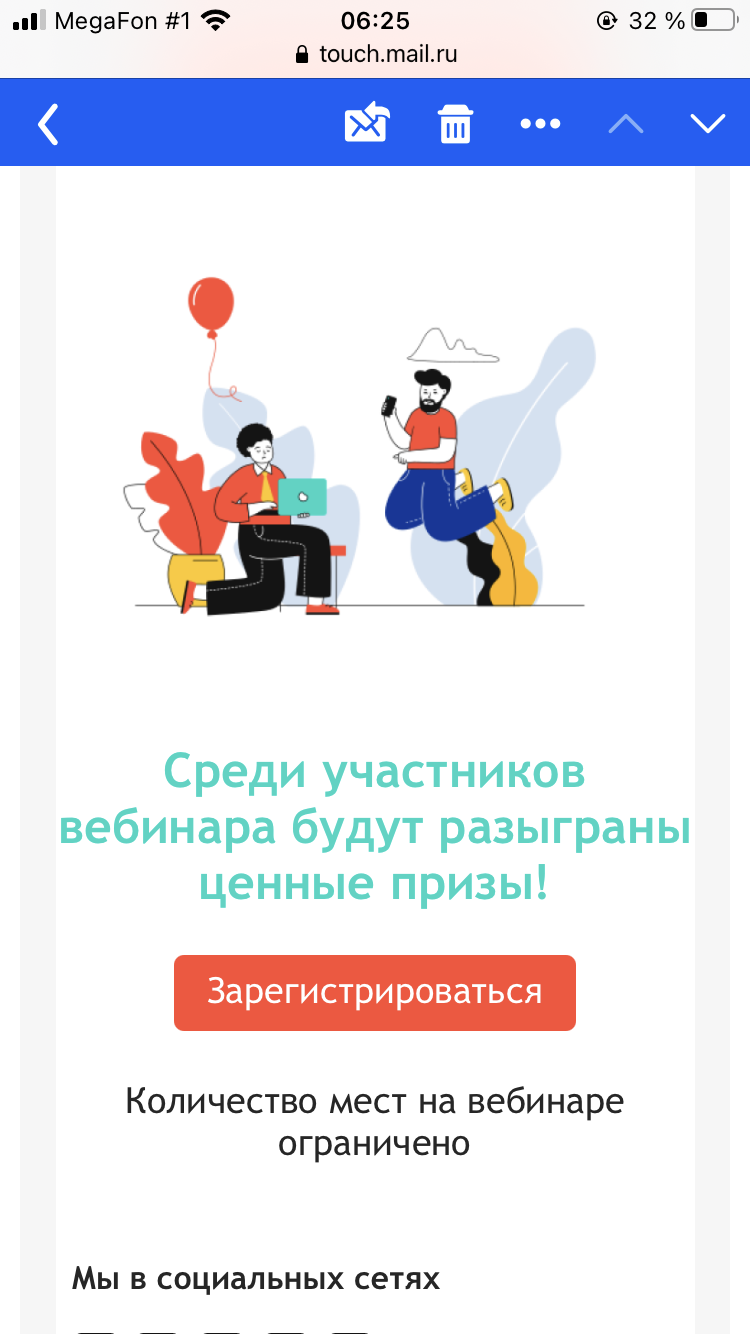 MegaFon #1 06:25 32 %
touch.mail.ru
Среди участников
вебинара будут разыграны
ценные призы!
Зарегистрироваться
Количество мест на вебинаре
ограничено
Мы в социальных сетях